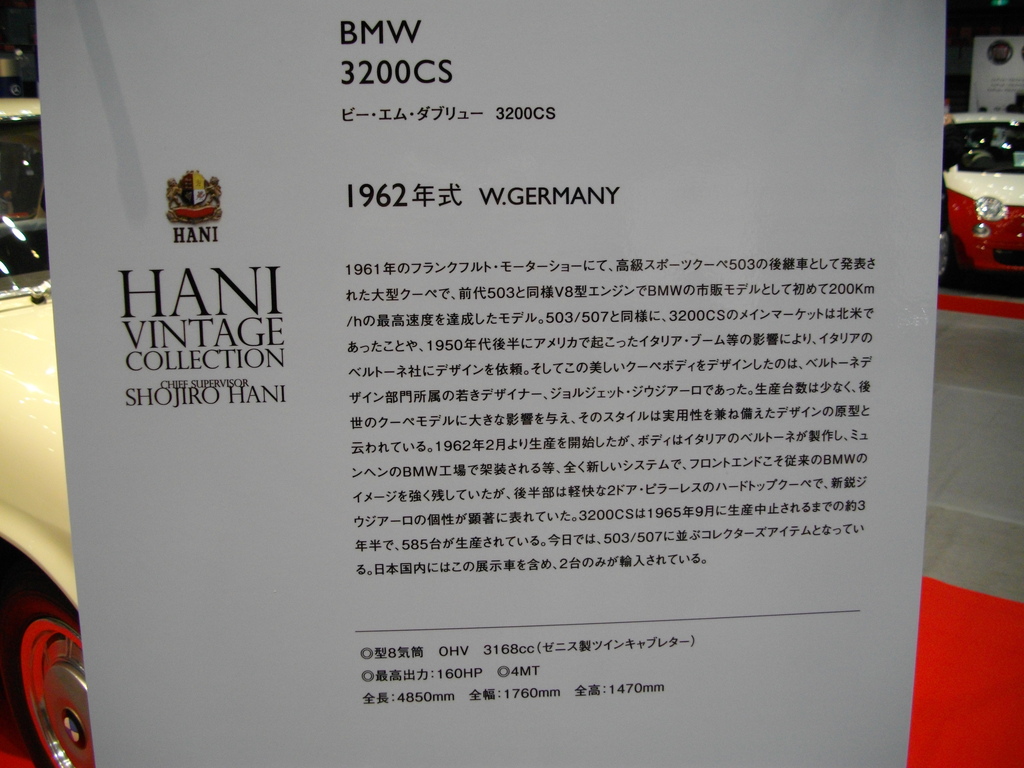 BMW
3200CS
ビー・エム・ダブリュー 3200CS
1962年式 W.GERMANY
HANI
HANI
VINTAGE
COLLECTION
CHIEF SUPERVISOR
SHOJIRO HANI
1961年のフランクフルト・モーターショーにて、高級スポーツクーペ503の後継車として発表さ
れた大型クーペで、前代503と同様V8型エンジンでBMWの市販モデルとして初めて200Km
/hの最高速度を達成したモデル。503/507と同様に、3200CSのメインマーケットは北米で
あったことや、1950年代後半にアメリカで起こったイタリア・ブーム等の影響により、イタリアの
ベルトーネ社にデザインを依頼。そしてこの美しいクーペボディをデザインしたのは、ベルトーネデ
ザイン部門所属の若きデザイナー、ジョルジェット・ジウジアーロであった。生産台数は少なく、後
世のクーペモデルに大きな影響を与え、そのスタイルは実用性を兼ね備えたデザインの原型と
云われている。1962年2月より生産を開始したが、ボディはイタリアのベルトーネが製作し、ミュ
ンヘンのBMW工場で架装される等、全く新しいシステムで、フロントエンドこそ従来のBMWの
イメージを強く残していたが、後半部は軽快な2ドア・ピラーレスのハードトップクーペで、新鋭ジ
ウジアーロの個性が顕著に表れていた。3200CSは1965年9月に生産中止されるまでの約3
年半で、585台が生産されている。今日では、503/507に並ぶコレクターズアイテムとなってい
る。日本国内にはこの展示車を含め、2台のみが輸入されている。
◎型8気筒 OHV 3168cc(ゼニス製ツインキャブレター)
◎最高出力:160HP ◎4MT
全長:4850mm 全幅:1760mm 全高:1470mm